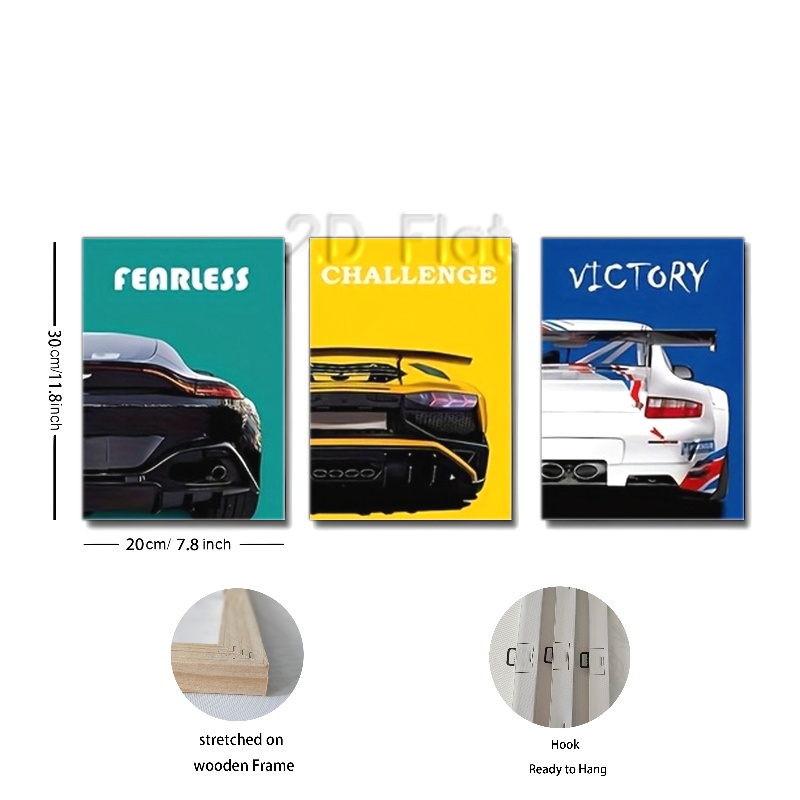 2D Flat
FEARLESS
CHALLENGE
VICTORY
30cm/11.8inch
20cm/ 7.8 inch
stretched on
wooden Frame
Hook
Ready to Hang